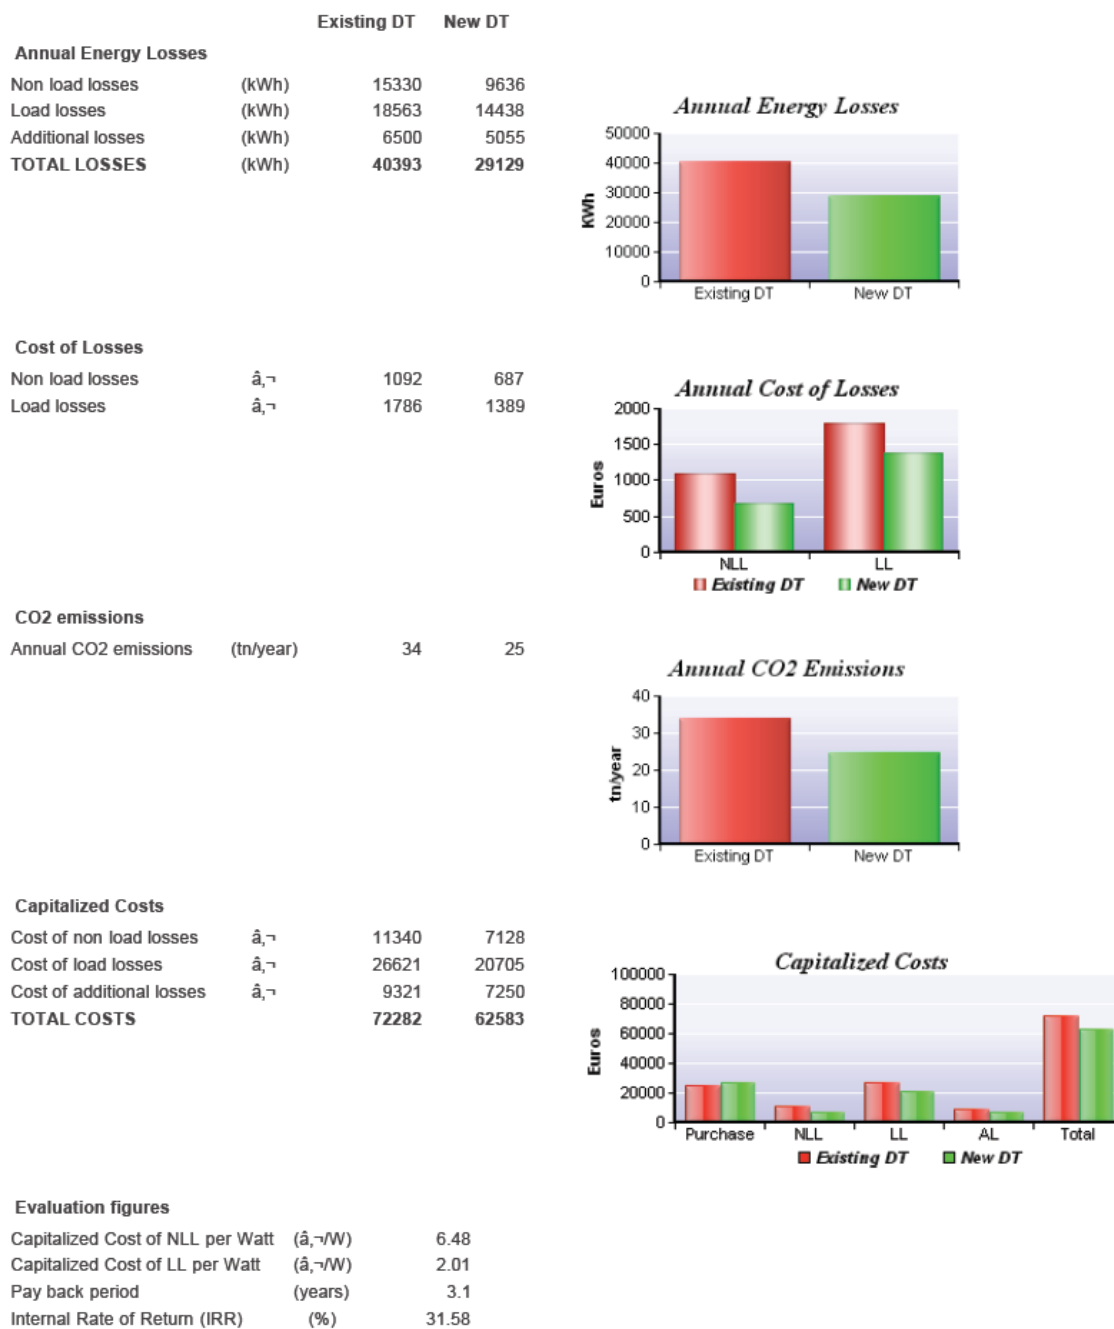 Existing DT New DT
Annual Energy Losses
Non load losses (kWh) 15330 9636
Load losses (kWh) 18563 14438
Additional losses (kWh) 6500 5055
TOTAL LOSSES (kWh) 40393 29129
Annual Energy Losses
50000
40000
30000
20000
10000
0
KWh
Existing DT New DT
Cost of Losses
Non load losses â‚¬ 1092 687
Load losses â‚¬ 1786 1389
Annual Cost of Losses
2000
1500
1000
500
0
Euros
NLL LL
Existing DT New DT
CO2 emissions
Annual CO2 emissions (tn/year) 34 25
Annual CO2 Emissions
40
30
20
10
0
tn/year
Existing DT New DT
Capitalized Costs
Cost of non load losses â‚¬ 11340 7128
Cost of load losses â‚¬ 26621 20705
Cost of additional losses â‚¬ 9321 7250
TOTAL COSTS 72282 62583
Capitalized Costs
100000
80000
60000
40000
20000
0
Euros
Purchase NLL LL AL Total
Existing DT New DT
Evaluation figures
Capitalized Cost of NLL per Watt (â‚¬/W) 6.48
Capitalized Cost of LL per Watt (â‚¬/W) 2.01
Pay back period (years) 3.1
Internal Rate of Return (IRR) (%) 31.58